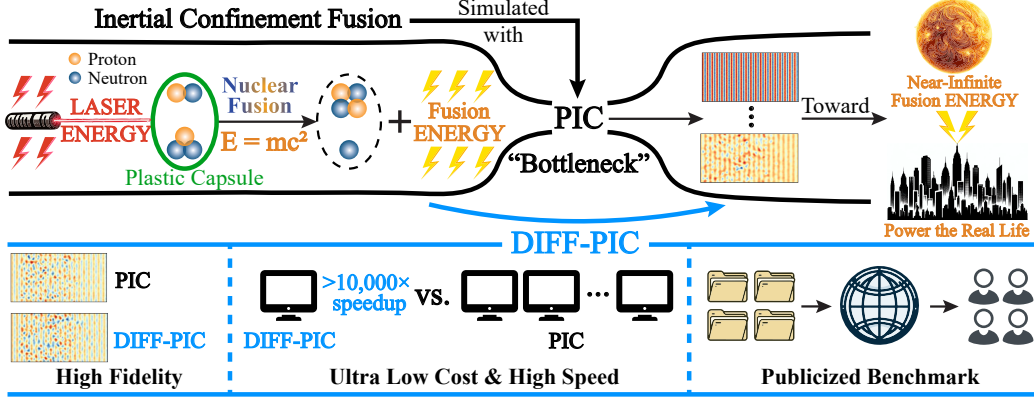 Inertial Confinement Fusion
Simulated
with
Proton
Neutron
LASER
ENERGY
Nuclear
Fusion
E = mc²
Plastic Capsule
+
Fusion
ENERGY
PIC
"Bottleneck"
Toward
Near-Infinite
Fusion ENERGY
Power the Real Life
DIFF-PIC
PIC
DIFF-PIC
High Fidelity
>10,000×
speedup
vs.
DIFF-PIC
PIC
Ultra Low Cost & High Speed
Publicized Benchmark